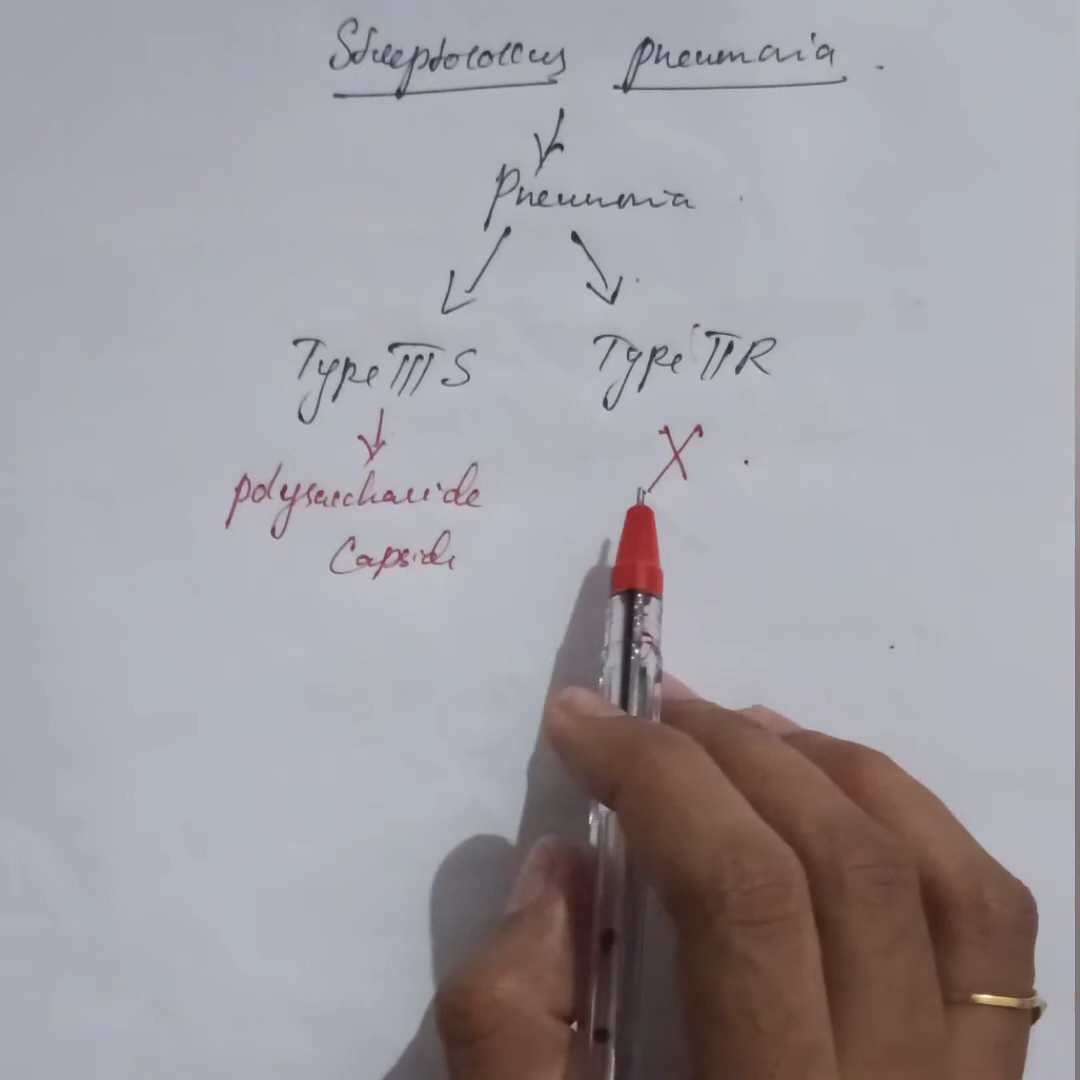 Streptococcus pneumonia
Pneumonia
Type III S Type II R
polysaccharide X
Capside